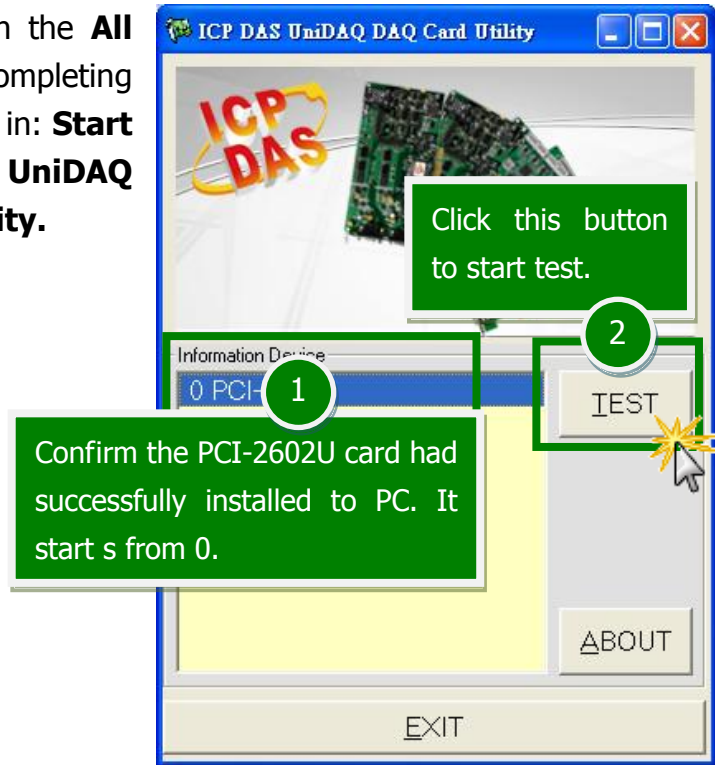 n the All
ompleting
in: Start
UniDAQ
ity.
ICP DAS UniDAQ DAQ Card Utility
ICP
DAS
Click this button
to start test.
2
Information Device
0 PCI-
1
TEST
Confirm the PCI-2602U card had
successfully installed to PC. It
start s from 0.
ABOUT
EXIT